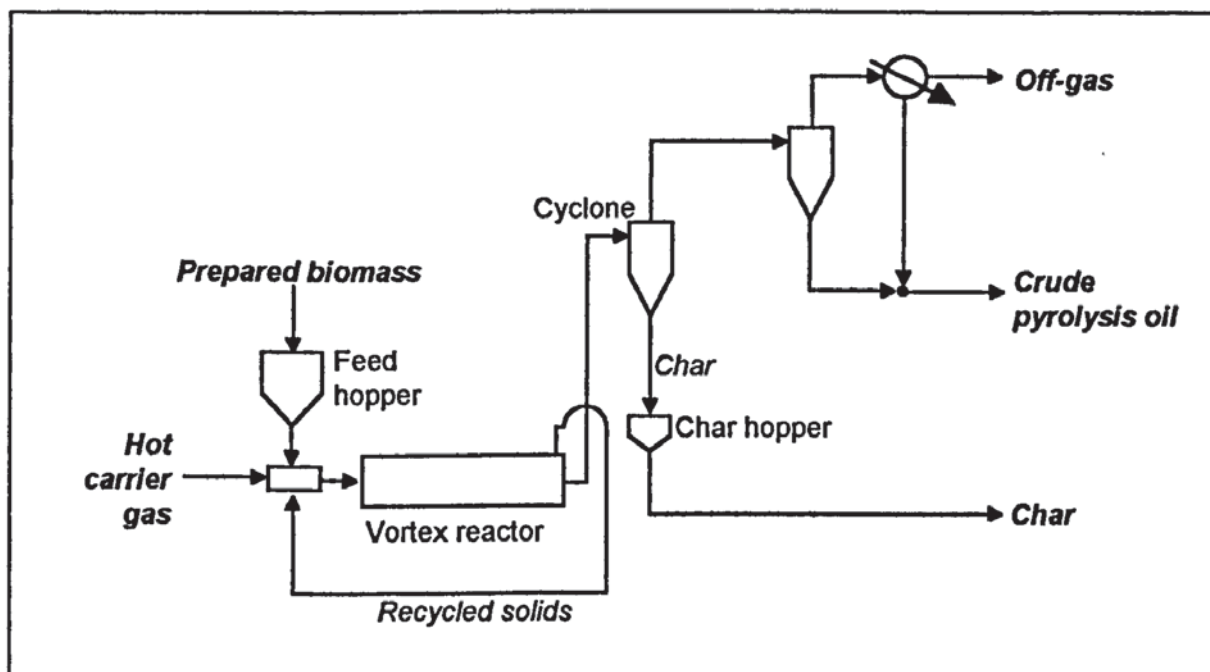 Off-gas
Cyclone
Prepared biomass
Crude
pyrolysis oil
Feed
hopper
Char
Char hopper
Hot
carrier
gas
Char
Vortex reactor
Recycled solids